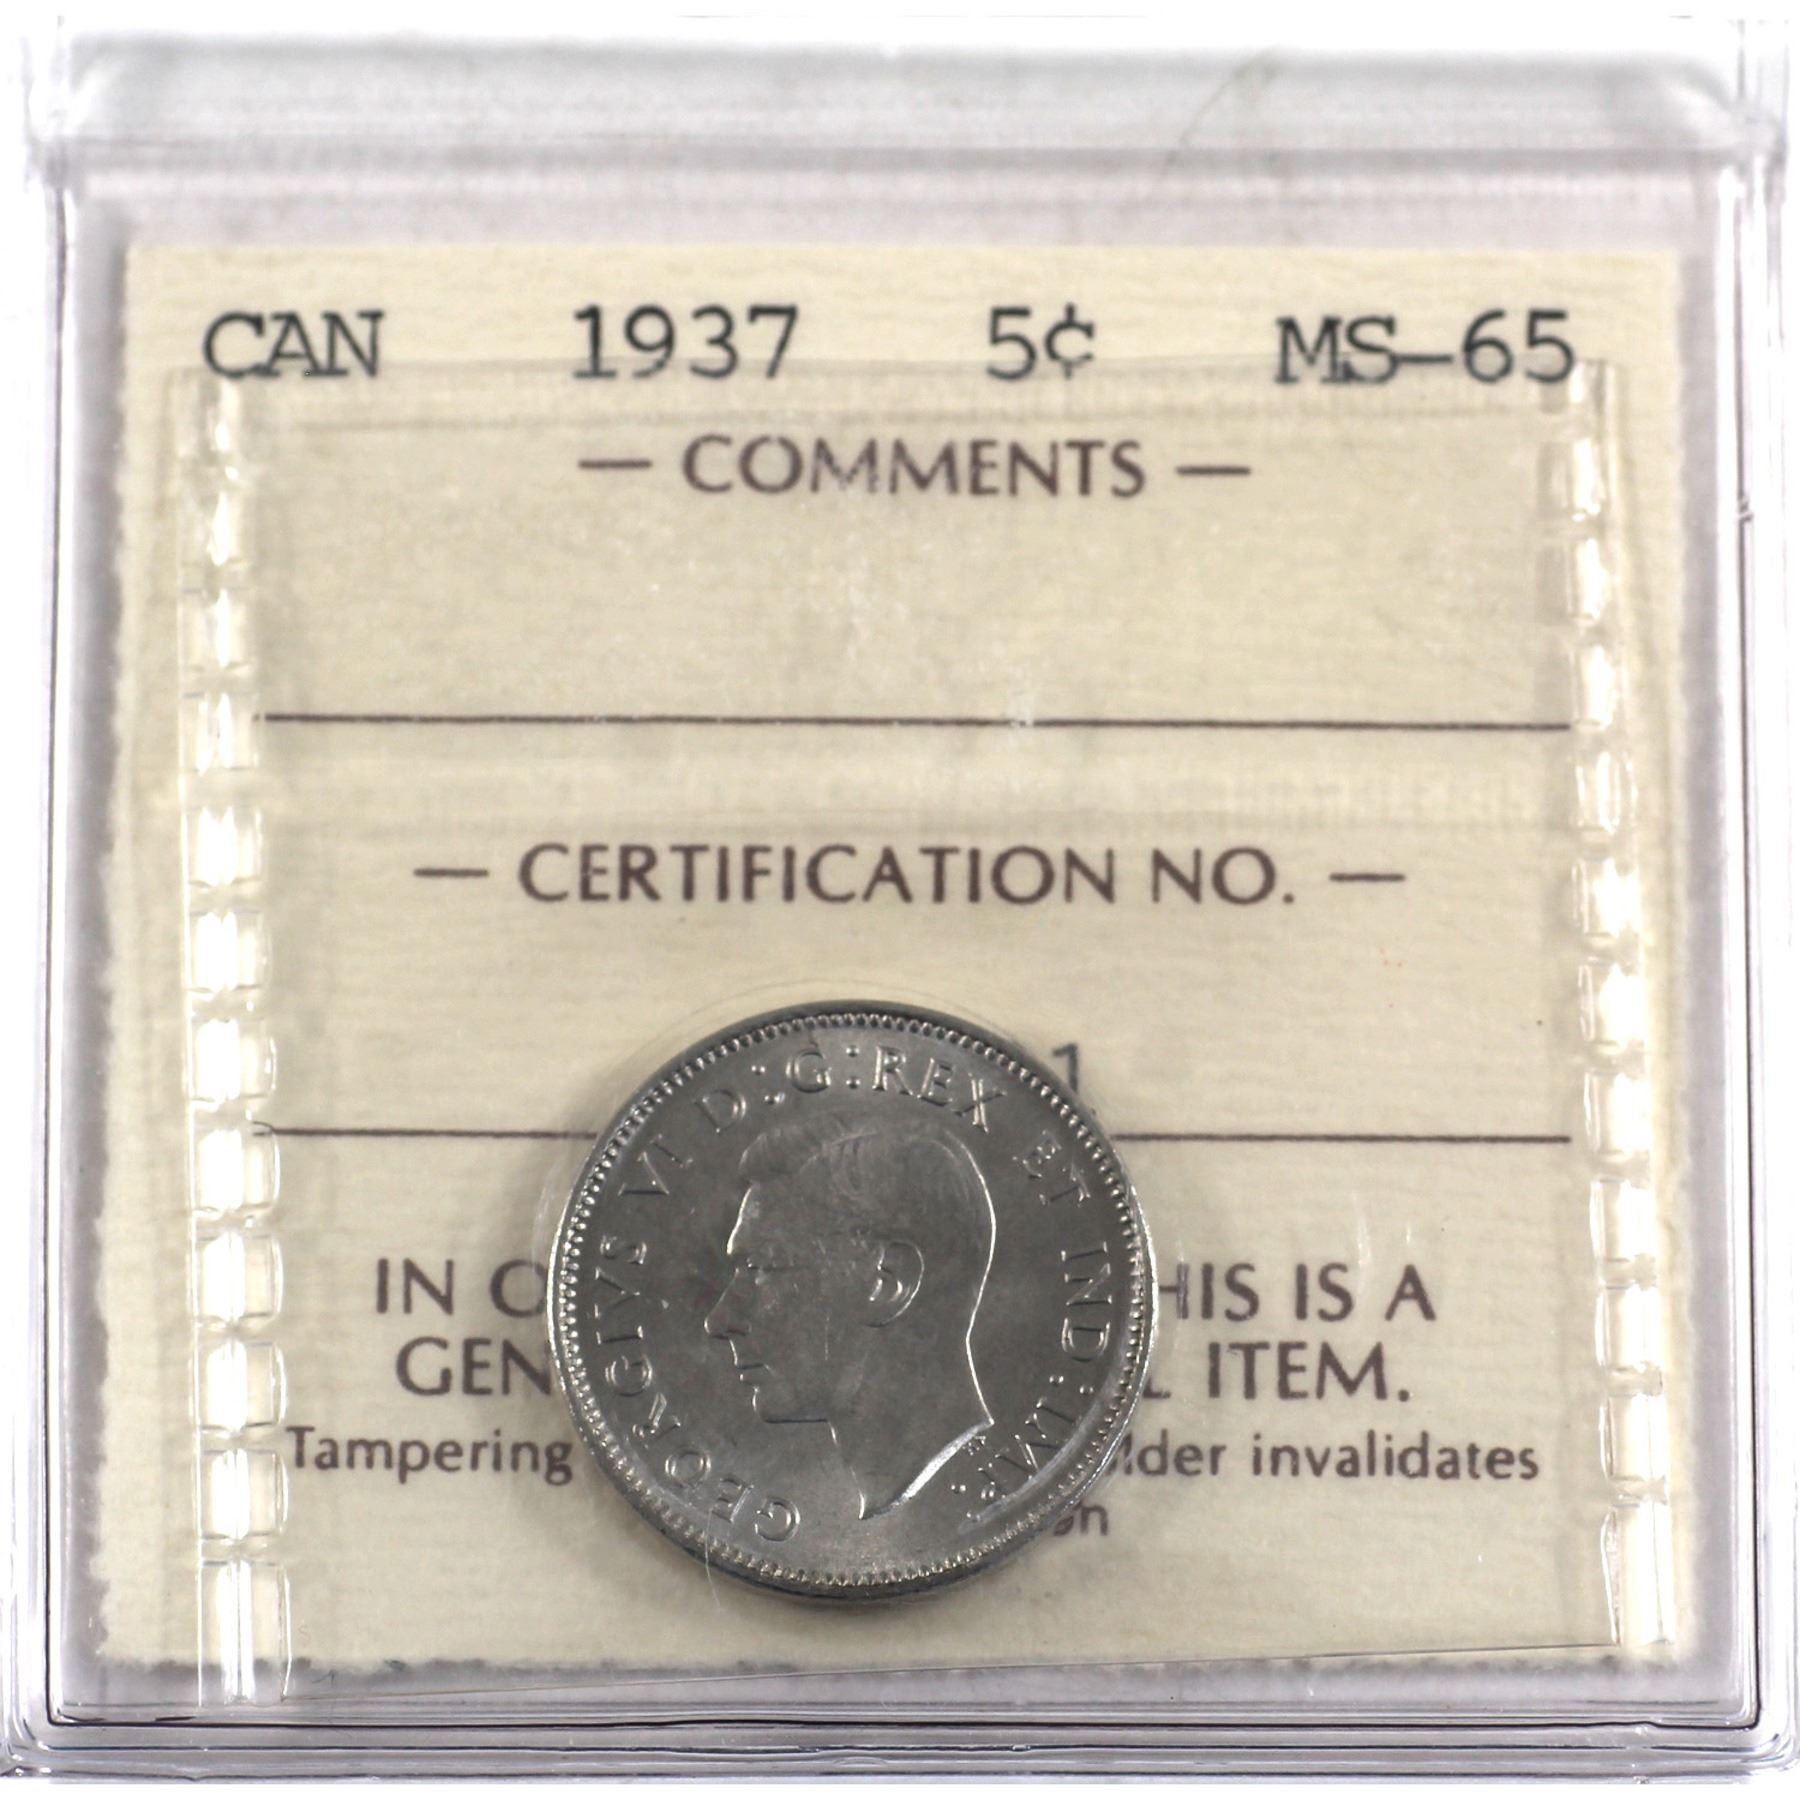 CAN 1937 5¢ MS-65
— COMMENTS —
— CERTIFICATION NO. —
1
GEORGIVS VI D:G:REX ET IND:IMP:
IN HIS IS A
GEN ITEM.
Tampering invalidates